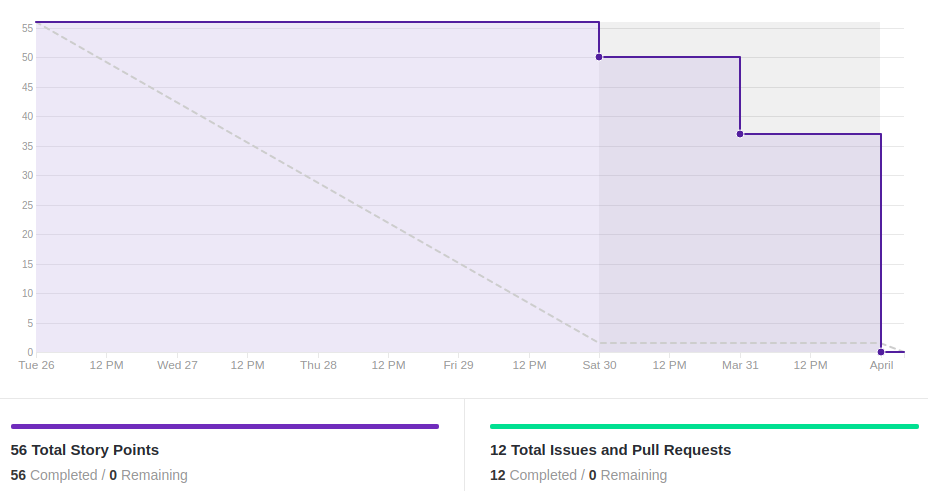 55
50
45
40
35
30
25
20
15
10
5
0
Tue 26 12 PM Wed 27 12 PM Thu 28 12 PM Fri 29 12 PM Sat 30 12 PM Mar 31 12 PM April
56 Total Story Points
56 Completed / 0 Remaining
12 Total Issues and Pull Requests
12 Completed / 0 Remaining